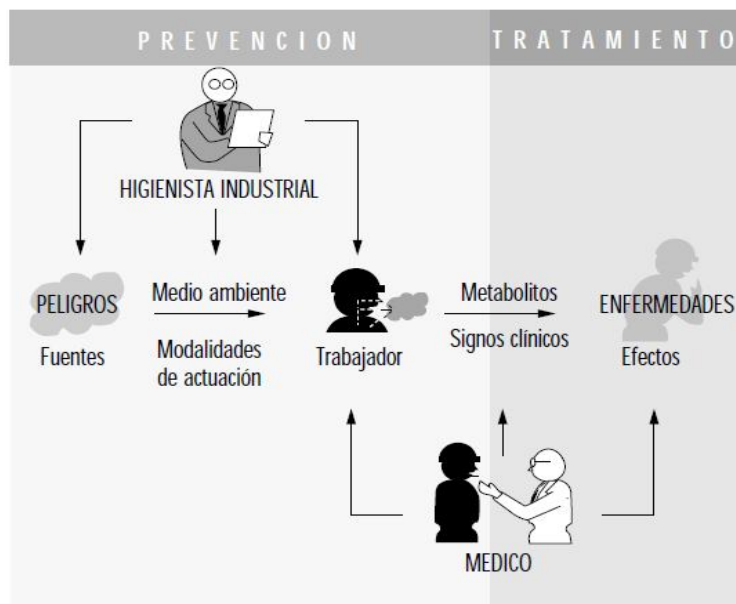 PREVENCION
TRATAMIENTO
HIGIENISTA INDUSTRIAL
PELIGROS
Fuentes
Medio ambiente
Modalidades
de actuación
Trabajador
Metabolitos
Signos clínicos
ENFERMEDADES
Efectos
MEDICO